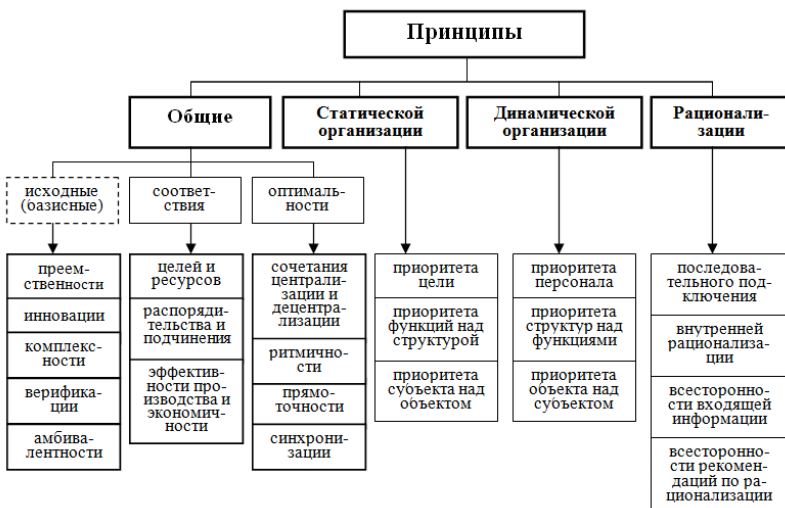 Принципы
Общие
Статической
организации
Динамической
организации
Рационали-
зации
исходные
(базисные)
соответ-
ствия
оптималь-
ности
преем-
ственности
инновации
комплекс-
ности
верифика-
ции
амбива-
лентности
целей и
ресурсов
распоряди-
тельства и
подчинения
эффектив-
ности про-
изводства и
экономич-
ности
сочетания
централи-
зации и
децентра-
лизации
ритмично-
сти
прямо-
точности
синхрони-
зации
приоритета
цели
приоритета
функций над
структурой
приоритета
субъекта над
объектом
приоритета
персонала
приоритета
структур над
функциями
приоритета
объекта над
субъектом
последова-
тельного под-
ключения
внутренней
рационализа-
ции
всесторонно-
сти входящей
информации
всесторонно-
сти рекомен-
даций по ра-
ционализации